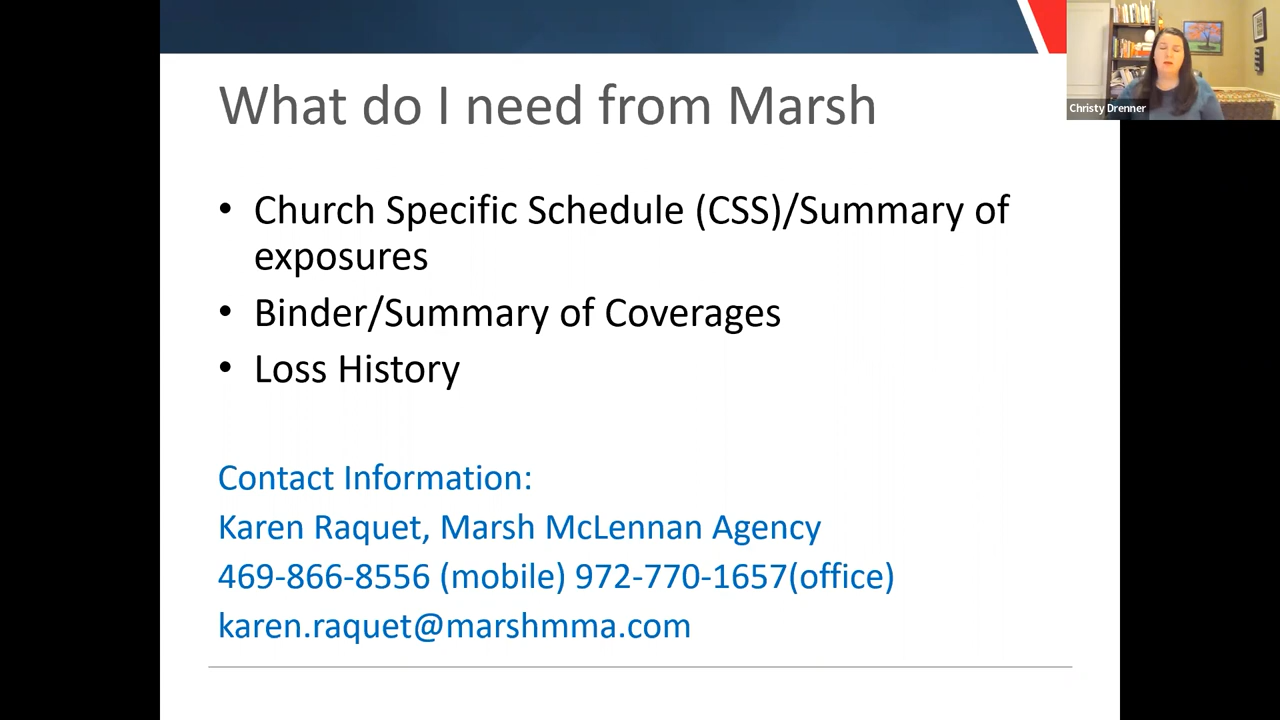 What do I need from Marsh
Christy Drenner
• Church Specific Schedule (CSS)/Summary of
exposures
• Binder/Summary of Coverages
• Loss History
Contact Information:
Karen Raquet, Marsh McLennan Agency
469-866-8556 (mobile) 972-770-1657(office)
karen.raquet@marshmma.com